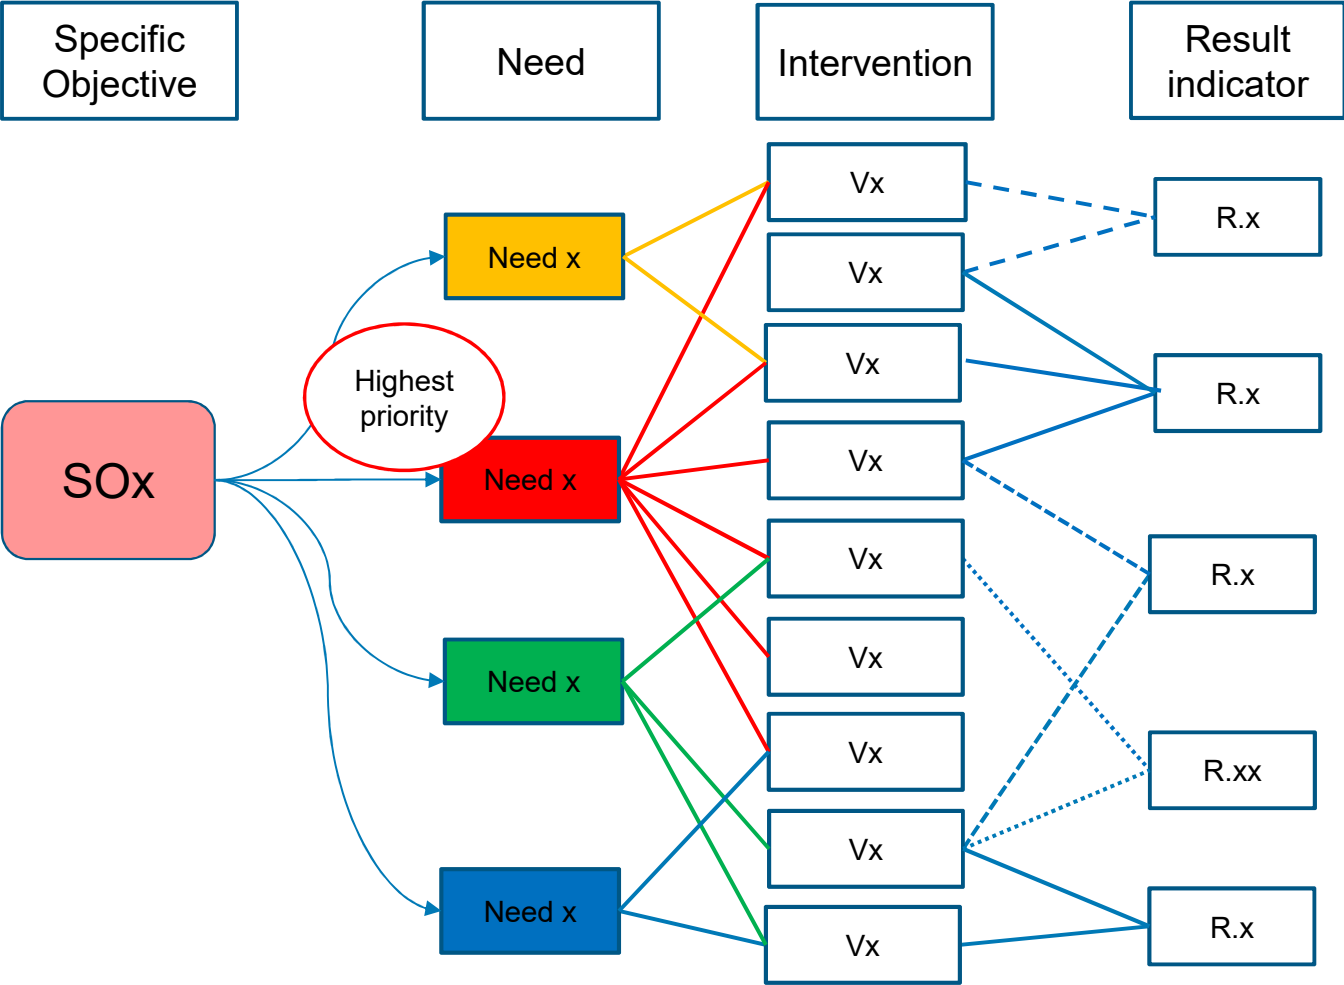 Specific
Objective
Need
Intervention
Result
indicator
Vx
R.x
Need x
Vx
Vx
Highest
priority
R.x
SOx
Need x
Vx
Vx
R.x
Need x
Vx
Vx
R.xx
Vx
Need x
Vx
R.x